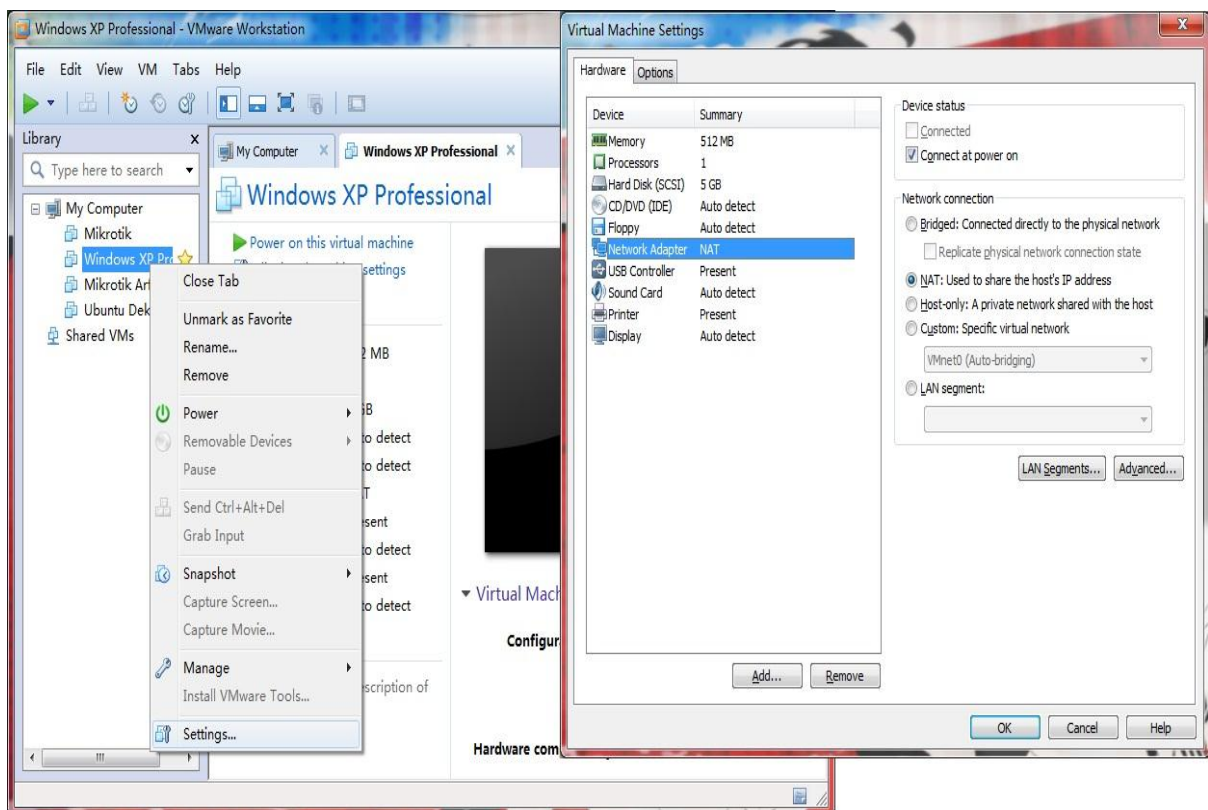 Windows XP Professional - VMware Workstation
File Edit View VM Tabs Help
Library x
Type here to search
My Computer
Mikrotik
Windows XP Pr
Mikrotik Ar
Ubuntu Dek
Shared VMs
My Computer
Windows XP Professional
Windows XP Professional
Power on this virtual machine
settings
2 MB
GB
to detect
to detect
T
esent
to detect
esent
to detect
scription of
Virtual Mach
Configur
Hardware com
Close Tab
Unmark as Favorite
Rename...
Remove
Power
Removable Devices
Pause
Send Ctrl+Alt+Del
Grab Input
Snapshot
Capture Screen...
Capture Movie...
Manage
Install VMware Tools...
Settings...
Virtual Machine Settings
Hardware Options
Device Summary
Memory 512 MB
Processors 1
Hard Disk (SCSI) 5 GB
CD/DVD (IDE) Auto detect
Floppy Auto detect
Network Adapter NAT
USB Controller Present
Sound Card Auto detect
Printer Present
Display Auto detect
Add... Remove
Device status
Connected
Connect at power on
Network connection
Bridged: Connected directly to the physical network
Replicate physical network connection state
NAT: Used to share the host's IP address
Host-only: A private network shared with the host
Custom: Specific virtual network
VMnet0 (Auto-bridging)
LAN segment:
LAN Segments... Advanced...
OK Cancel Help